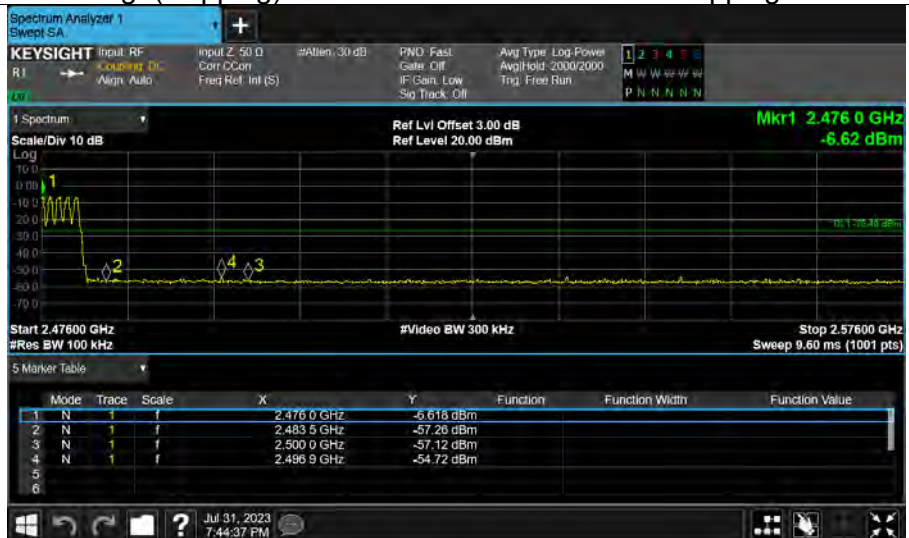 Spectrum Analyzer 1
Swept SA
+
KEYSIGHT Input: RF Input Z: 50 Ω #Atten: 30 dB PNO: Fast Avg Type: Log-Power 1 2 3 4 5 6
RL Coupling: DC Corr CCorr Gate: Off Avg|Hold: 2000/2000 M W W W W W
Align: Auto Freq Ref: Int (S) IF Gain: Low Trig: Free Run
Sig Track: Off P N N N N N
1 Spectrum Ref Lvl Offset 3.00 dB Mkr1 2.476 0 GHz
Scale/Div 10 dB Ref Level 20.00 dBm -6.62 dBm
Log
10.0
0.00 1
-10.0
-20.0
-30.0
-40.0
-50.0 2 4 3
-60.0
-70.0
Start 2.47600 GHz #Video BW 300 kHz Stop 2.57600 GHz
#Res BW 100 kHz Sweep 9.60 ms (1001 pts)
5 Marker Table
Mode Trace Scale X Y Function Function Width Function Value
1 N 1 f 2.476 0 GHz -6.618 dBm
2 N 1 f 2.483 5 GHz -57.26 dBm
3 N 1 f 2.500 0 GHz -57.12 dBm
4 N 1 f 2.496 9 GHz -54.72 dBm
5
6
? Jul 31, 2023
7:44:37 PM